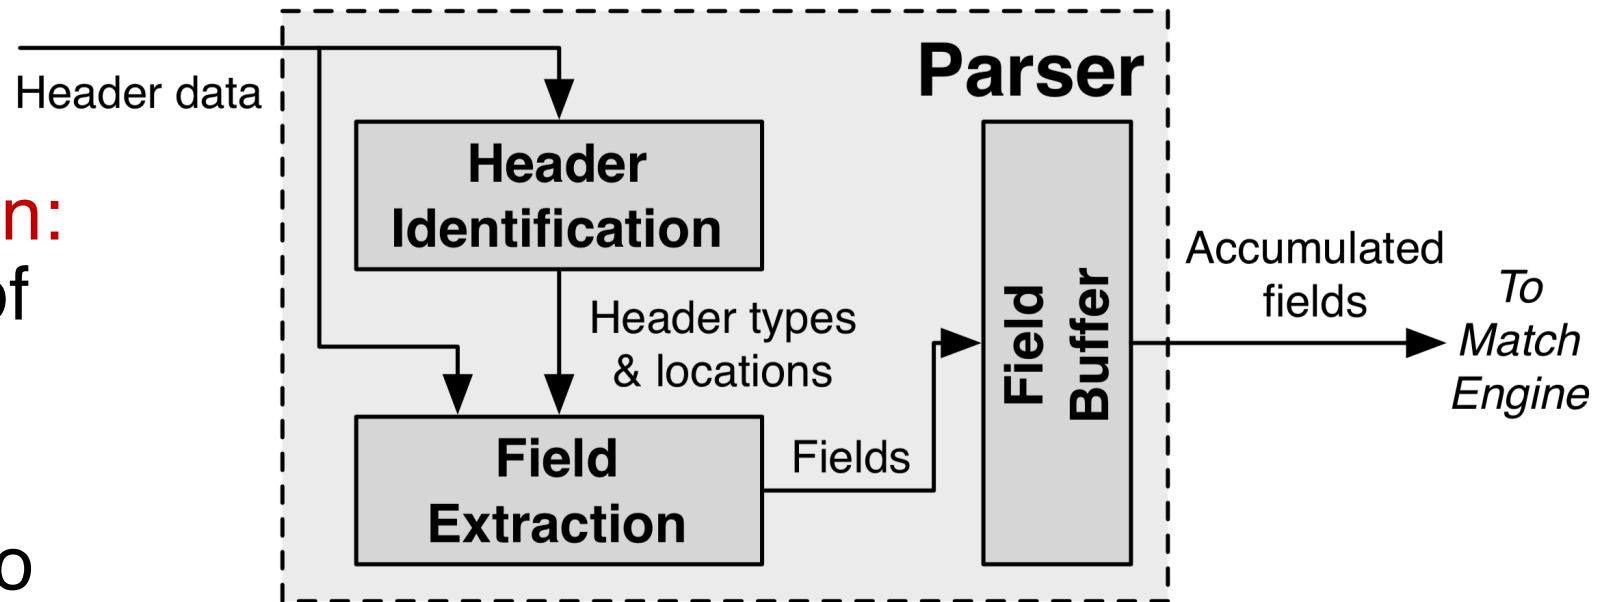 Parser
Header data
Header
Identification
n:
of
Header types
& locations
Field
Extraction
Fields
Field
Buffer
Accumulated
fields
To
Match
Engine
o